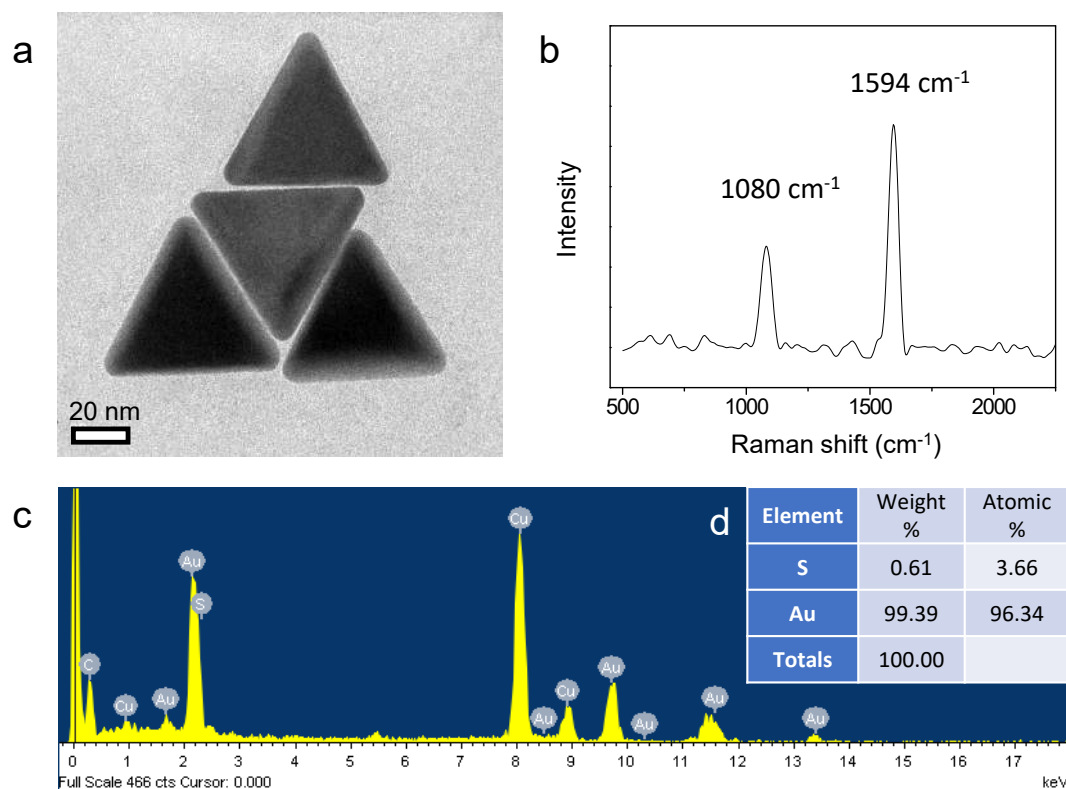 a
20 nm
b
1594 cm⁻¹
1080 cm⁻¹
Intensity
500 1000 1500 2000
Raman shift (cm⁻¹)
c
C
Cu
Au
Au
S
Cu
Au
Cu
Au
Au
Au
Au
0 1 2 3 4 5 6 7 8 9 10 11 12 13 14 15 16 17
Full Scale 466 cts Cursor: 0.000
keV
d
Element Weight % Atomic %
S 0.61 3.66
Au 99.39 96.34
Totals 100.00